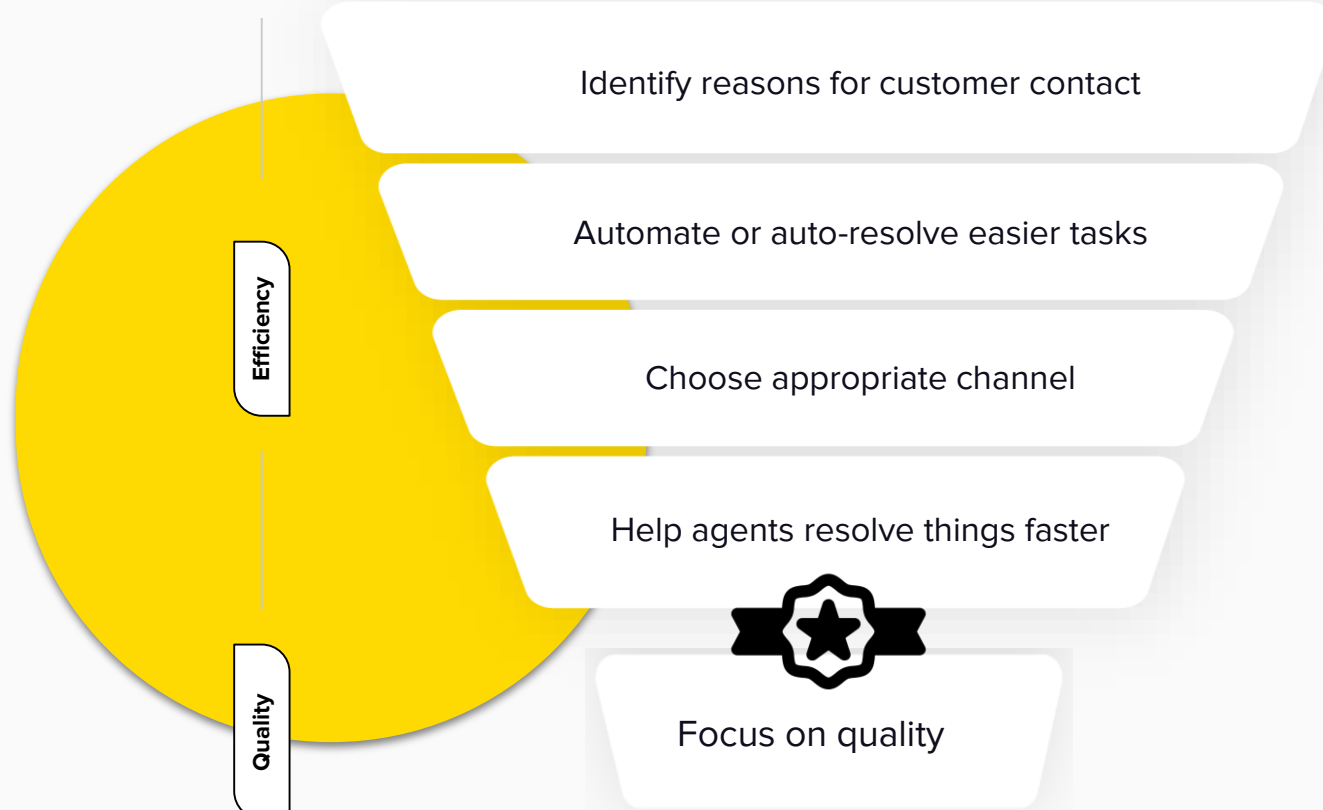 Identify reasons for customer contact
Automate or auto-resolve easier tasks
Efficiency
Choose appropriate channel
Help agents resolve things faster
Quality
Focus on quality